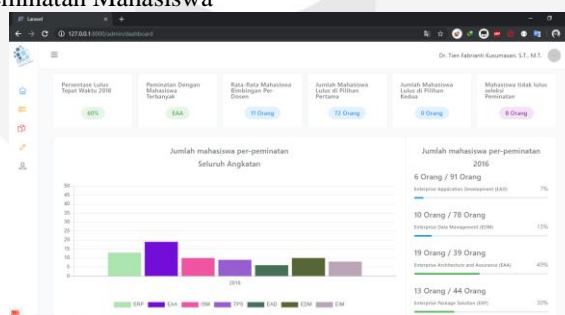 minatan Mahasiswa
Laravel
127.0.0.1:8000/admin/dashboard
Dr. Tien Fabrianti Kusumasari, S.T., M.T.
Persentase Lulus
Tepat Waktu 2016
60%
Peminatan Dengan
Mahasiswa
Terbanyak
EAA
Rata-Rata Mahasiswa
Bimbingan Per-
Dosen
11 Orang
Jumlah Mahasiswa
Lulus di Pilihan
Pertama
72 Orang
Jumlah Mahasiswa
Lulus di Pilihan
Kedua
0 Orang
Mahasiswa tidak lulus
seleksi
Peminatan
0 Orang
Jumlah mahasiswa per-peminatan
Seluruh Angkatan
50
45
40
35
30
25
20
15
10
5
0
2016
ERP
EAA
ISM
TPS
EAD
EDM
EIM
Jumlah mahasiswa per-peminatan
2016
6 Orang / 91 Orang
Enterprise Application Development (EAD)
7%
10 Orang / 78 Orang
Enterprise Data Management (EDM)
13%
19 Orang / 39 Orang
Enterprise Architecture and Assurance (EAA)
49%
13 Orang / 44 Orang
Enterprise Package Solution (ERP)
30%